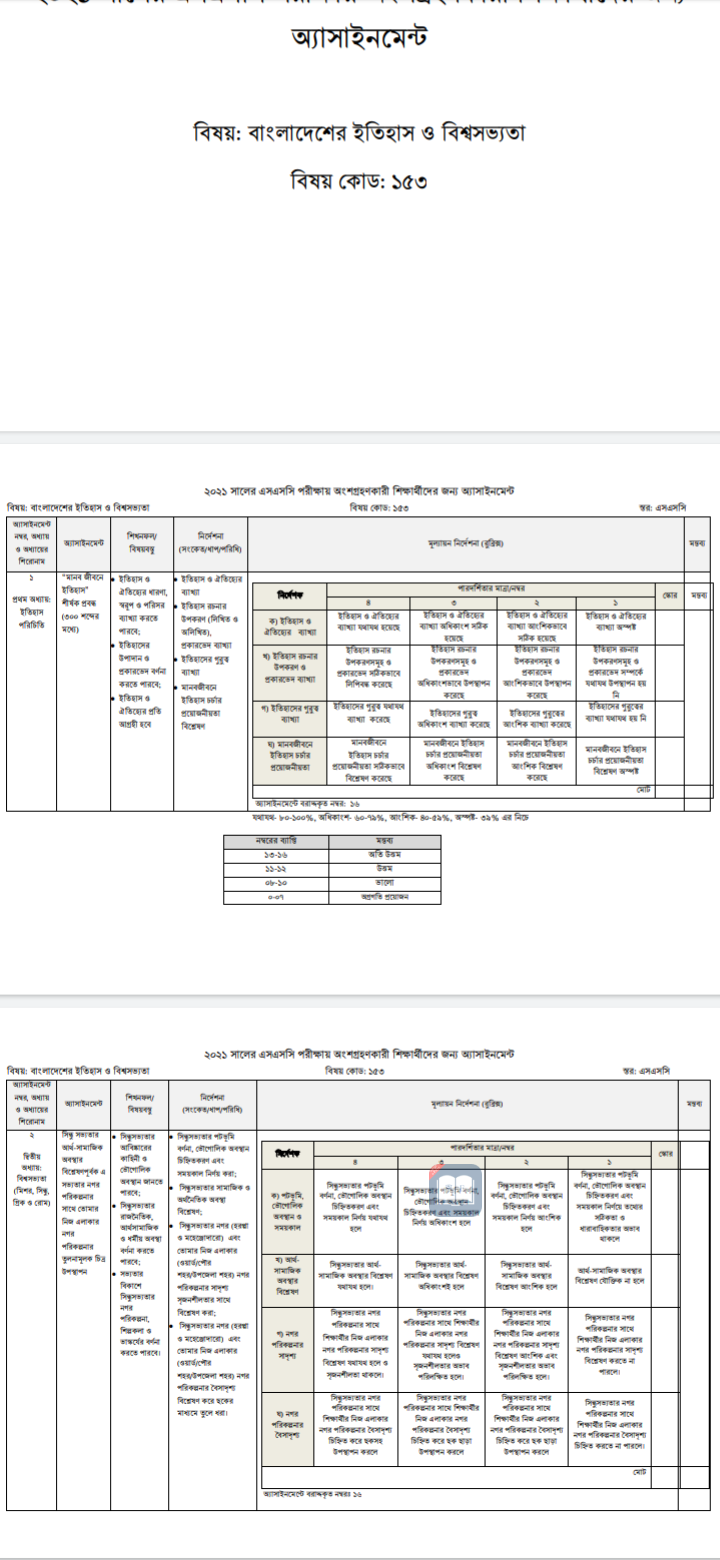 অ্যাসাইনমেন্ট
বিষয়: বাংলাদেশের ইতিহাস ও বিশ্বসভ্যতা
বিষয় কোড: ১৫৩
২০২১ সালের এসএসসি পরীক্ষায় অংশগ্রহণকারী শিক্ষার্থীদের জন্য অ্যাসাইনমেন্ট
বিষয়: বাংলাদেশের ইতিহাস ও বিশ্বসভ্যতা
বিষয় কোড: ১৫৩
স্তর: এসএসসি
অ্যাসাইনমেন্ট
নম্বর, অধ্যায়
ও অধ্যায়ের
শিরোনাম
অ্যাসাইনমেন্ট
শিখনফল/
বিষয়বস্তু
নির্দেশনা
(সংকেত/ধাপ/পরিধি)
মূল্যায়ন নির্দেশনা (রুব্রিক্স)
মন্তব্য
১
প্রথম অধ্যায়:
ইতিহাস
পরিচিতি
"মানব জীবনে
ইতিহাস"
শীর্ষক প্রবন্ধ
(৩০০ শব্দের
মধ্যে)
• ইতিহাস ও
ঐতিহ্যের ধারণা,
স্বরূপ ও পরিসর
ব্যাখ্যা করতে
পারবে;
• ইতিহাসের
উপাদান ও
প্রকারভেদ বর্ণনা
করতে পারবে;
• ইতিহাস ও
ঐতিহ্যের প্রতি
আগ্রহী হবে
• ইতিহাস ও ঐতিহ্যের
ব্যাখ্যা
• ইতিহাস রচনার
উপকরণ (লিখিত ও
অলিখিত),
প্রকারভেদ ব্যাখ্যা
• ইতিহাসের গুরুত্ব
ব্যাখ্যা
• মানবজীবনে
ইতিহাস চর্চার
প্রয়োজনীয়তা
বিশ্লেষণ
নির্দেশক
পারদর্শিতার মাত্রা/নম্বর
স্কোর
মন্তব্য
৪
৩
২
১
ক) ইতিহাস ও
ঐতিহ্যের ব্যাখ্যা
ইতিহাস ও ঐতিহ্যের
ব্যাখ্যা যথাযথ হয়েছে
ইতিহাস ও ঐতিহ্যের
ব্যাখ্যা অধিকাংশ সঠিক
হয়েছে
ইতিহাস ও ঐতিহ্যের
ব্যাখ্যা আংশিকভাবে
সঠিক হয়েছে
ইতিহাস ও ঐতিহ্যের
ব্যাখ্যা অস্পষ্ট
খ) ইতিহাস রচনার
উপকরণ ও
প্রকারভেদ ব্যাখ্যা
ইতিহাস রচনার
উপকরণসমূহ ও
প্রকারভেদ সঠিকভাবে
লিপিবদ্ধ করেছে
ইতিহাস রচনার
উপকরণসমূহ ও
প্রকারভেদ
অধিকাংশভাবে উপস্থাপন
করেছে
ইতিহাস রচনার
উপকরণসমূহ ও
প্রকারভেদ
আংশিকভাবে উপস্থাপন
করেছে
ইতিহাস রচনার
উপকরণসমূহ ও
প্রকারভেদ সম্পর্কে
যথাযথ উপস্থাপন হয়
নি
গ) ইতিহাসের গুরুত্ব
ব্যাখ্যা
ইতিহাসের গুরুত্ব যথাযথ
ব্যাখ্যা করেছে
ইতিহাসের গুরুত্ব
অধিকাংশ ব্যাখ্যা করেছে
ইতিহাসের গুরুত্বের
আংশিক ব্যাখ্যা করেছে
ইতিহাসের গুরুত্বের
ব্যাখ্যা যথাযথ হয় নি
ঘ) মানবজীবনে
ইতিহাস চর্চার
প্রয়োজনীয়তা
মানবজীবনে
ইতিহাস চর্চার
প্রয়োজনীয়তা সঠিকভাবে
বিশ্লেষণ করেছে
মানবজীবনে ইতিহাস
চর্চার প্রয়োজনীয়তা
অধিকাংশ বিশ্লেষণ
করেছে
মানবজীবনে ইতিহাস
চর্চার প্রয়োজনীয়তা
আংশিক বিশ্লেষণ
করেছে
মানবজীবনে ইতিহাস
চর্চার প্রয়োজনীয়তা
বিশ্লেষণ অস্পষ্ট
মোট
অ্যাসাইনমেন্টে বরাদ্দকৃত নম্বর: ১৬
যথাযথ- ৮০-১০০%, অধিকাংশ- ৬০-৭৯%, আংশিক- ৪০-৫৯%, অস্পষ্ট- ৩৯% এর নিচে
নম্বরের ব্যাপ্তি
মন্তব্য
১৩-১৬
অতি উত্তম
১১-১২
উত্তম
০৮-১০
ভালো
০-০৭
অগ্রগতি প্রয়োজন
২০২১ সালের এসএসসি পরীক্ষায় অংশগ্রহণকারী শিক্ষার্থীদের জন্য অ্যাসাইনমেন্ট
বিষয়: বাংলাদেশের ইতিহাস ও বিশ্বসভ্যতা
বিষয় কোড: ১৫৩
স্তর: এসএসসি
অ্যাসাইনমেন্ট
নম্বর, অধ্যায়
ও অধ্যায়ের
শিরোনাম
অ্যাসাইনমেন্ট
শিখনফল/
বিষয়বস্তু
নির্দেশনা
(সংকেত/ধাপ/পরিধি)
মূল্যায়ন নির্দেশনা (রুব্রিক্স)
মন্তব্য
২
দ্বিতীয়
অধ্যায়:
বিশ্বসভ্যতা
(মিশর, সিন্ধু,
গ্রিক ও রোম)
সিন্ধু সভ্যতার
আর্থ-সামাজিক
অবস্থার
বিশ্লেষণপূর্বক এ
সভ্যতার নগর
পরিকল্পনার
সাথে তোমার
নিজ এলাকার
নগর
পরিকল্পনার
তুলনামূলক চিত্র
উপস্থাপন
• সিন্ধুসভ্যতার
আবিষ্কারের
কাহিনী ও
ভৌগোলিক
অবস্থান জানতে
পারবে;
• সিন্ধুসভ্যতার
রাজনৈতিক,
আর্থসামাজিক
ও ধর্মীয় অবস্থা
বর্ণনা করতে
পারবে;
• সভ্যতার
বিকাশে
সিন্ধুসভ্যতার
নগর
পরিকল্পনা,
শিল্পকলা ও
ভাস্কর্যের বর্ণনা
করতে পারবে।
• সিন্ধুসভ্যতার পটভূমি
বর্ণনা, ভৌগোলিক অবস্থান
চিহ্নিতকরণ এবং
সময়কাল নির্ণয় করা;
• সিন্ধুসভ্যতার সামাজিক ও
অর্থনৈতিক অবস্থা
বিশ্লেষণ;
• সিন্ধুসভ্যতার নগর (হরপ্পা
ও মহেঞ্জোদারো) এবং
তোমার নিজ এলাকার
(ওয়ার্ড/পৌর
শহর/উপজেলা শহর) নগর
পরিকল্পনার সাদৃশ্য
সৃজনশীলতার সাথে
বিশ্লেষণ করা;
• সিন্ধুসভ্যতার নগর (হরপ্পা
ও মহেঞ্জোদারো) এবং
তোমার নিজ এলাকার
(ওয়ার্ড/পৌর
শহর/উপজেলা শহর) নগর
পরিকল্পনার বৈসাদৃশ্য
বিশ্লেষণ করে ছকের
মাধ্যমে তুলে ধরা।
নির্দেশক
পারদর্শিতার মাত্রা/নম্বর
স্কোর
৪
৩
২
১
ক) পটভূমি,
ভৌগোলিক
অবস্থান ও
সময়কাল
সিন্ধুসভ্যতার পটভূমি
বর্ণনা, ভৌগোলিক অবস্থান
চিহ্নিতকরণ এবং
সময়কাল নির্ণয় যথাযথ
হলে
সিন্ধুসভ্যতার পটভূমি বর্ণনা,
ভৌগোলিক অবস্থান
চিহ্নিতকরণ এবং সময়কাল
নির্ণয় অধিকাংশ হলে
সিন্ধুসভ্যতার পটভূমি
বর্ণনা, ভৌগোলিক অবস্থান
চিহ্নিতকরণ এবং
সময়কাল নির্ণয় আংশিক
হলে
সিন্ধুসভ্যতার পটভূমি
বর্ণনা, ভৌগোলিক অবস্থান
চিহ্নিতকরণ এবং
সময়কাল নির্ণয়ে তথ্যের
সঠিকতা ও
ধারাবাহিকতার অভাব
থাকলে
খ) আর্থ-
সামাজিক
অবস্থার
বিশ্লেষণ
সিন্ধুসভ্যতার আর্থ-
সামাজিক অবস্থার বিশ্লেষণ
যথাযথ হলে।
সিন্ধুসভ্যতার আর্থ-
সামাজিক অবস্থার বিশ্লেষণ
অধিকাংশই হলে
সিন্ধুসভ্যতার আর্থ-
সামাজিক অবস্থার
বিশ্লেষণ আংশিক হলে
আর্থ-সামাজিক অবস্থার
বিশ্লেষণ যৌক্তিক না হলে
গ) নগর
পরিকল্পনার
সাদৃশ্য
সিন্ধুসভ্যতার নগর
পরিকল্পনার সাথে
শিক্ষার্থীর নিজ এলাকার
নগর পরিকল্পনার সাদৃশ্য
বিশ্লেষণ যথাযথ হলে ও
সৃজনশীলতা থাকলে।
সিন্ধুসভ্যতার নগর
পরিকল্পনার সাথে শিক্ষার্থীর
নিজ এলাকার নগর
পরিকল্পনার সাদৃশ্য বিশ্লেষণ
যথাযথ হলেও
সৃজনশীলতার অভাব
পরিলক্ষিত হলে।
সিন্ধুসভ্যতার নগর
পরিকল্পনার সাথে
শিক্ষার্থীর নিজ এলাকার
নগর পরিকল্পনার সাদৃশ্য
বিশ্লেষণ আংশিক এবং
সৃজনশীলতার অভাব
পরিলক্ষিত হলে।
সিন্ধুসভ্যতার নগর
পরিকল্পনার সাথে
শিক্ষার্থীর নিজ এলাকার
নগর পরিকল্পনার সাদৃশ্য
বিশ্লেষণ করতে না
পারলে।
ঘ) নগর
পরিকল্পনার
বৈসাদৃশ্য
সিন্ধুসভ্যতার নগর
পরিকল্পনার সাথে
শিক্ষার্থীর নিজ এলাকার
নগর পরিকল্পনার বৈসাদৃশ্য
চিহ্নিত করে ছকসহ
উপস্থাপন করলে
সিন্ধুসভ্যতার নগর
পরিকল্পনার সাথে শিক্ষার্থীর
নিজ এলাকার নগর
পরিকল্পনার বৈসাদৃশ্য
চিহ্নিত করে ছক ছাড়া
উপস্থাপন করলে
সিন্ধুসভ্যতার নগর
পরিকল্পনার সাথে
শিক্ষার্থীর নিজ এলাকার
নগর পরিকল্পনার বৈসাদৃশ্য
চিহ্নিত করে ছক ছাড়া
উপস্থাপন করলে
সিন্ধুসভ্যতার নগর
পরিকল্পনার সাথে
শিক্ষার্থীর নিজ এলাকার
নগর পরিকল্পনার বৈসাদৃশ্য
চিহ্নিত করতে না পারলে।
মোট
অ্যাসাইনমেন্টে বরাদ্দকৃত নম্বরঃ ১৬